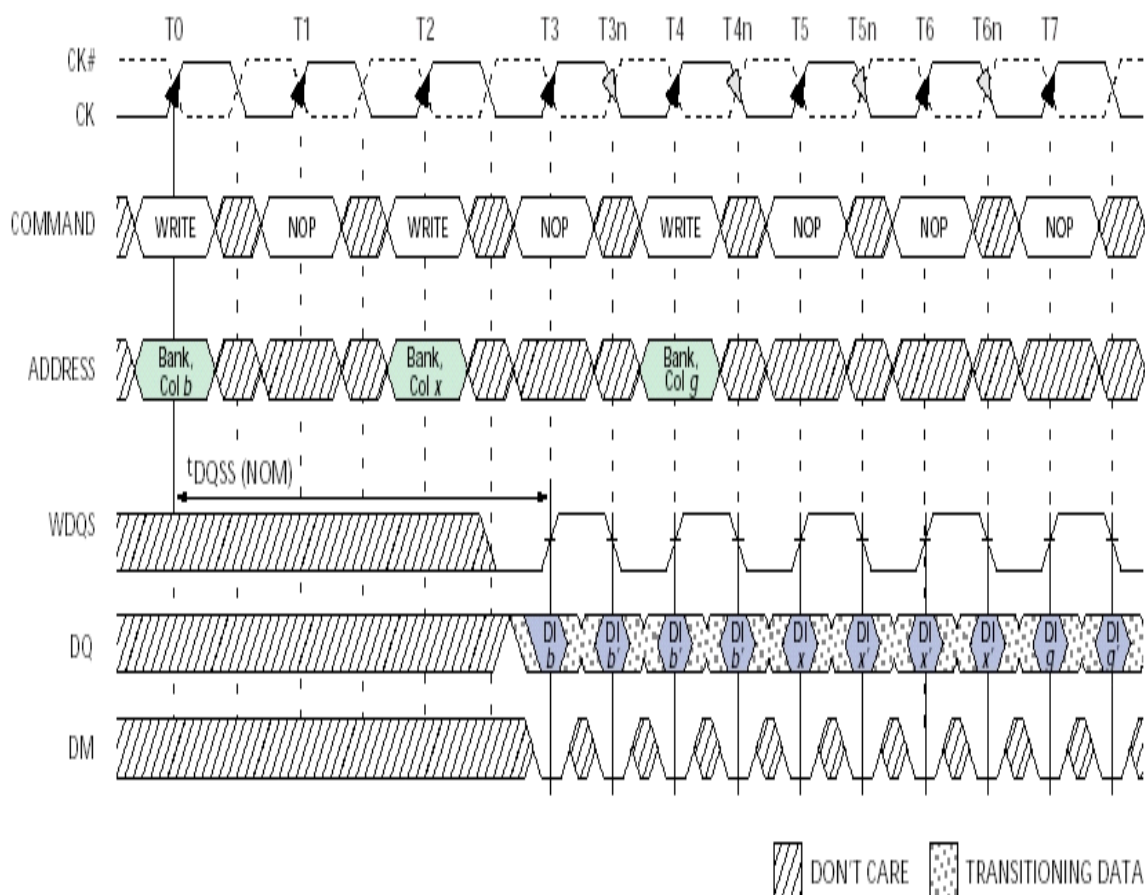 T0 T1 T2 T3 T3n T4 T4n T5 T5n T6 T6n T7
CK#
CK
COMMAND WRITE NOP WRITE NOP WRITE NOP NOP NOP
ADDRESS Bank, Col b Bank, Col x Bank, Col g
tDQSS (NOM)
WDQS
DQ DI b DI b' DI b' DI b' DI x DI x' DI x' DI x' DI g DI g'
DM
DON'T CARE TRANSITIONING DATA